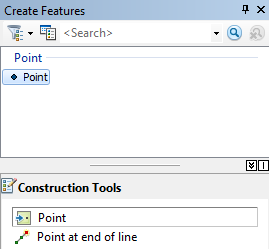 Create Features
<Search>
Point
Point
Construction Tools
Point
Point at end of line